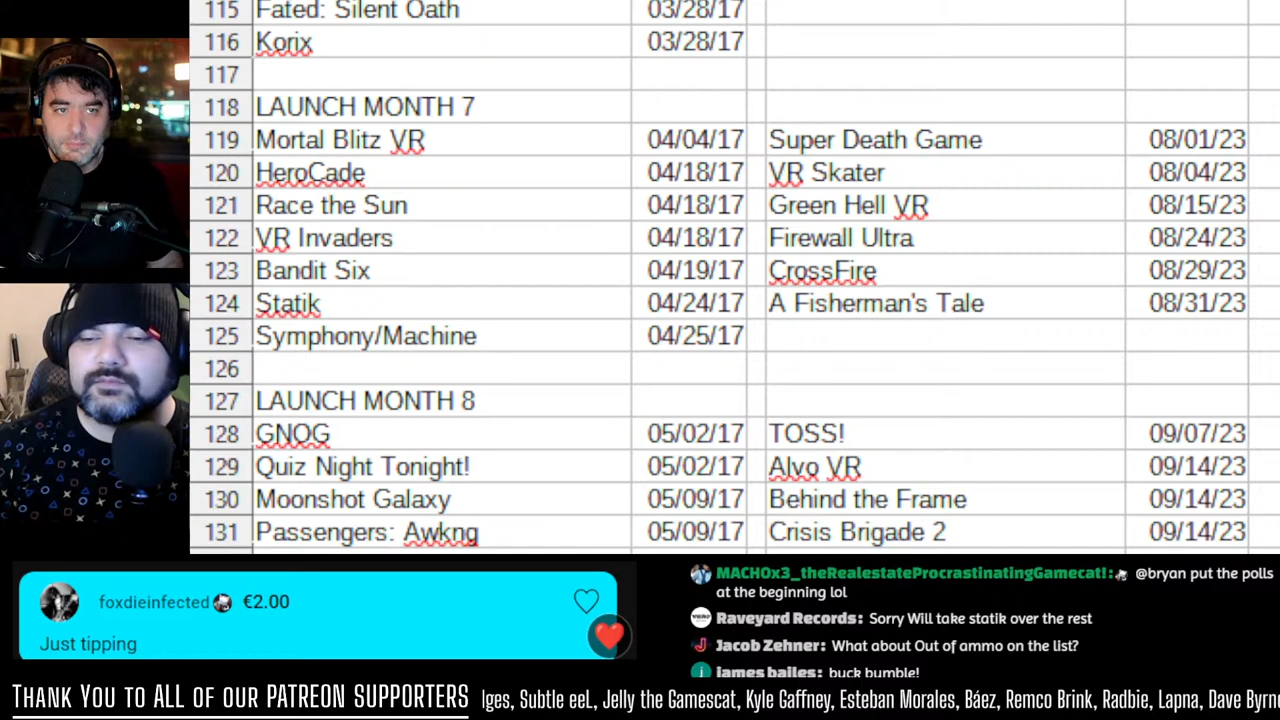 115 Fated: Silent Oath 03/28/17
116 Korix 03/28/17
117
118 LAUNCH MONTH 7
119 Mortal Blitz VR 04/04/17 Super Death Game 08/01/23
120 HeroCade 04/18/17 VR Skater 08/04/23
121 Race the Sun 04/18/17 Green Hell VR 08/15/23
122 VR Invaders 04/18/17 Firewall Ultra 08/24/23
123 Bandit Six 04/19/17 CrossFire 08/29/23
124 Statik 04/24/17 A Fisherman's Tale 08/31/23
125 Symphony/Machine 04/25/17
126
127 LAUNCH MONTH 8
128 GNOG 05/02/17 TOSS! 09/07/23
129 Quiz Night Tonight! 05/02/17 Alvo VR 09/14/23
130 Moonshot Galaxy 05/09/17 Behind the Frame 09/14/23
131 Passengers: Awkng 05/09/17 Crisis Brigade 2 09/14/23
foxdieinfected €2.00
Just tipping
MACHOx3_theRealestateProcrastinatingGamecat!: @bryan put the polls
at the beginning lol
Raveyard Records: Sorry Will take statik over the rest
Jacob Zehner: What about Out of ammo on the list?
james bailes: buck bumble!
THANK YOU TO ALL OF OUR PATREON SUPPORTERS
lges, Subtle eel, Jelly the Gamescat, Kyle Gaffney, Esteban Morales, Báez, Remco Brink, Radbie, Lapna, Dave Byrn